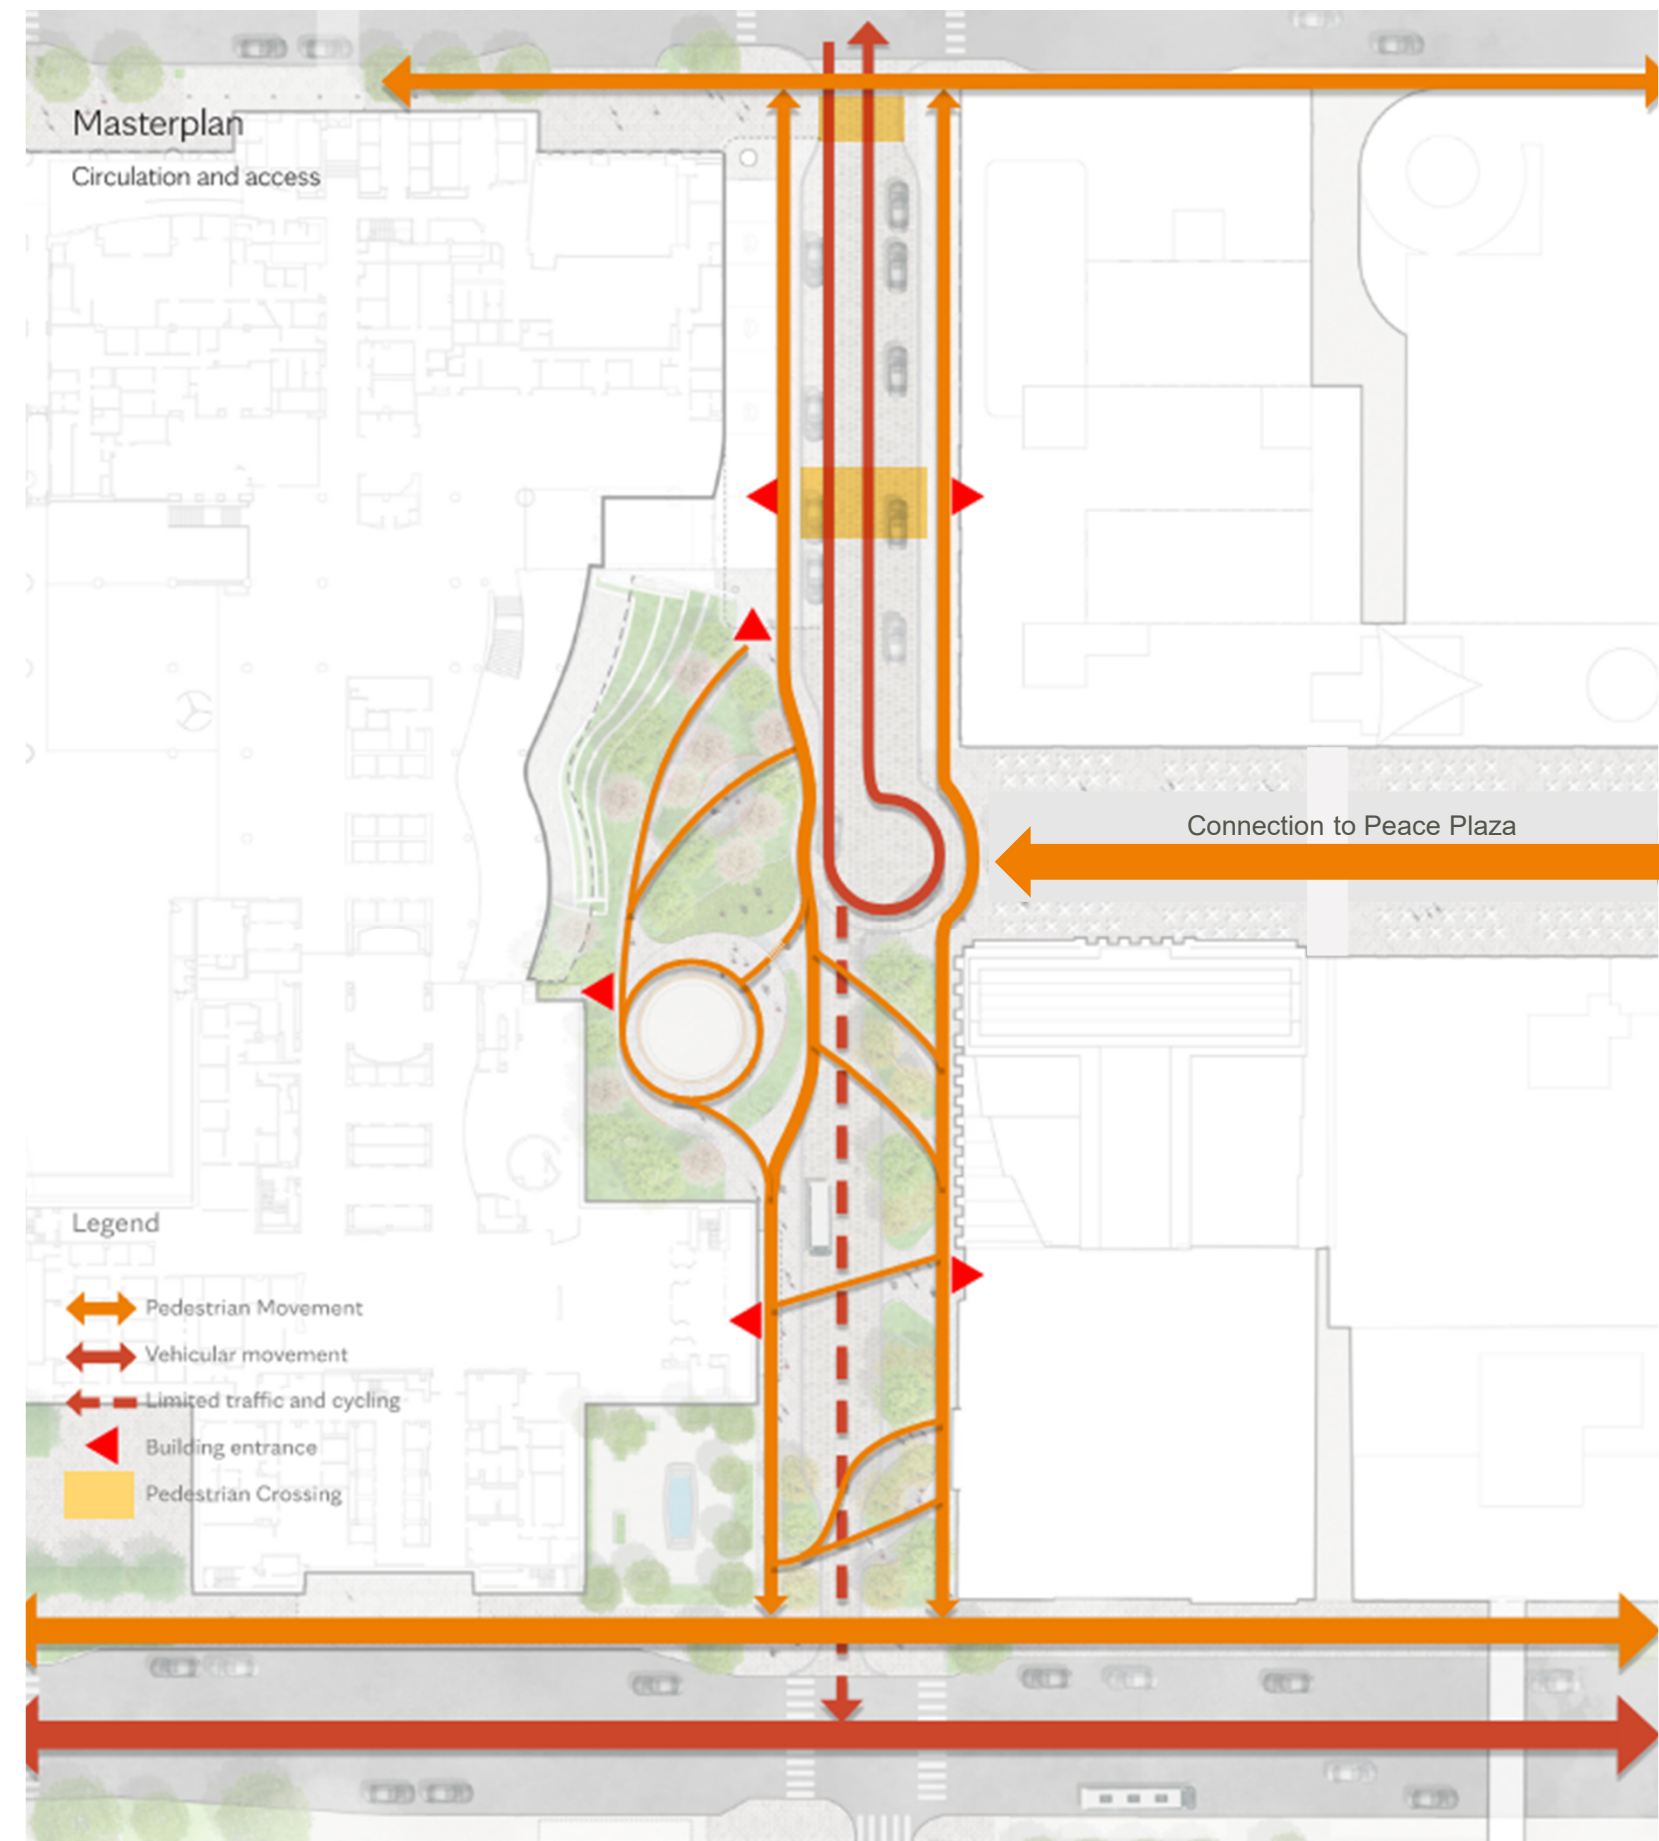 Masterplan
Circulation and access
Connection to Peace Plaza
Legend
Pedestrian Movement
Vehicular movement
Limited traffic and cycling
Building entrance
Pedestrian Crossing